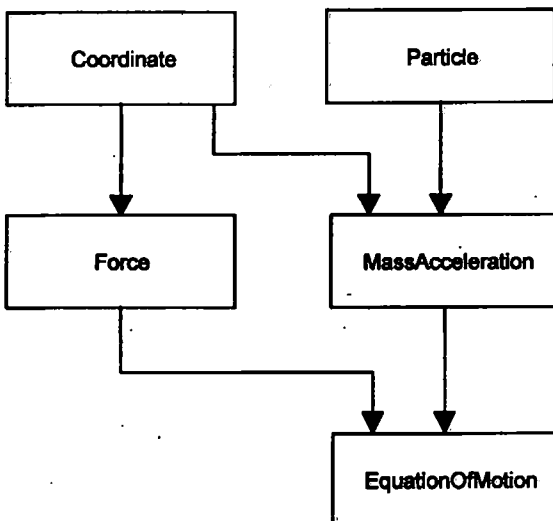 Coordinate
Particle
Force
MassAcceleration
EquationOfMotion